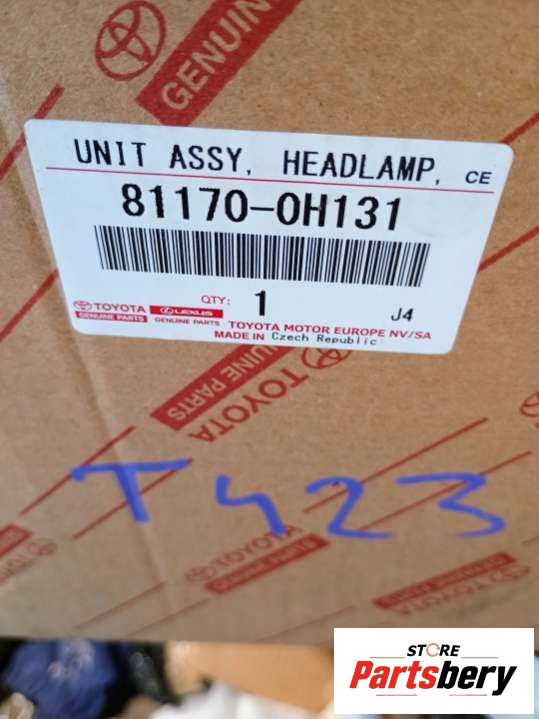 GENUINE
UNIT ASSY, HEADLAMP, CE
81170-0H131
QTY: 1 J4
TOYOTA GENUINE PARTS LEXUS GENUINE PARTS
TOYOTA MOTOR EUROPE NV/SA
MADE IN Czech Republic
GENUINE PARTS
TOYOTA
T423
TOYOTA
GENUINE PARTS
TOYOTA
STORE
Partsbery